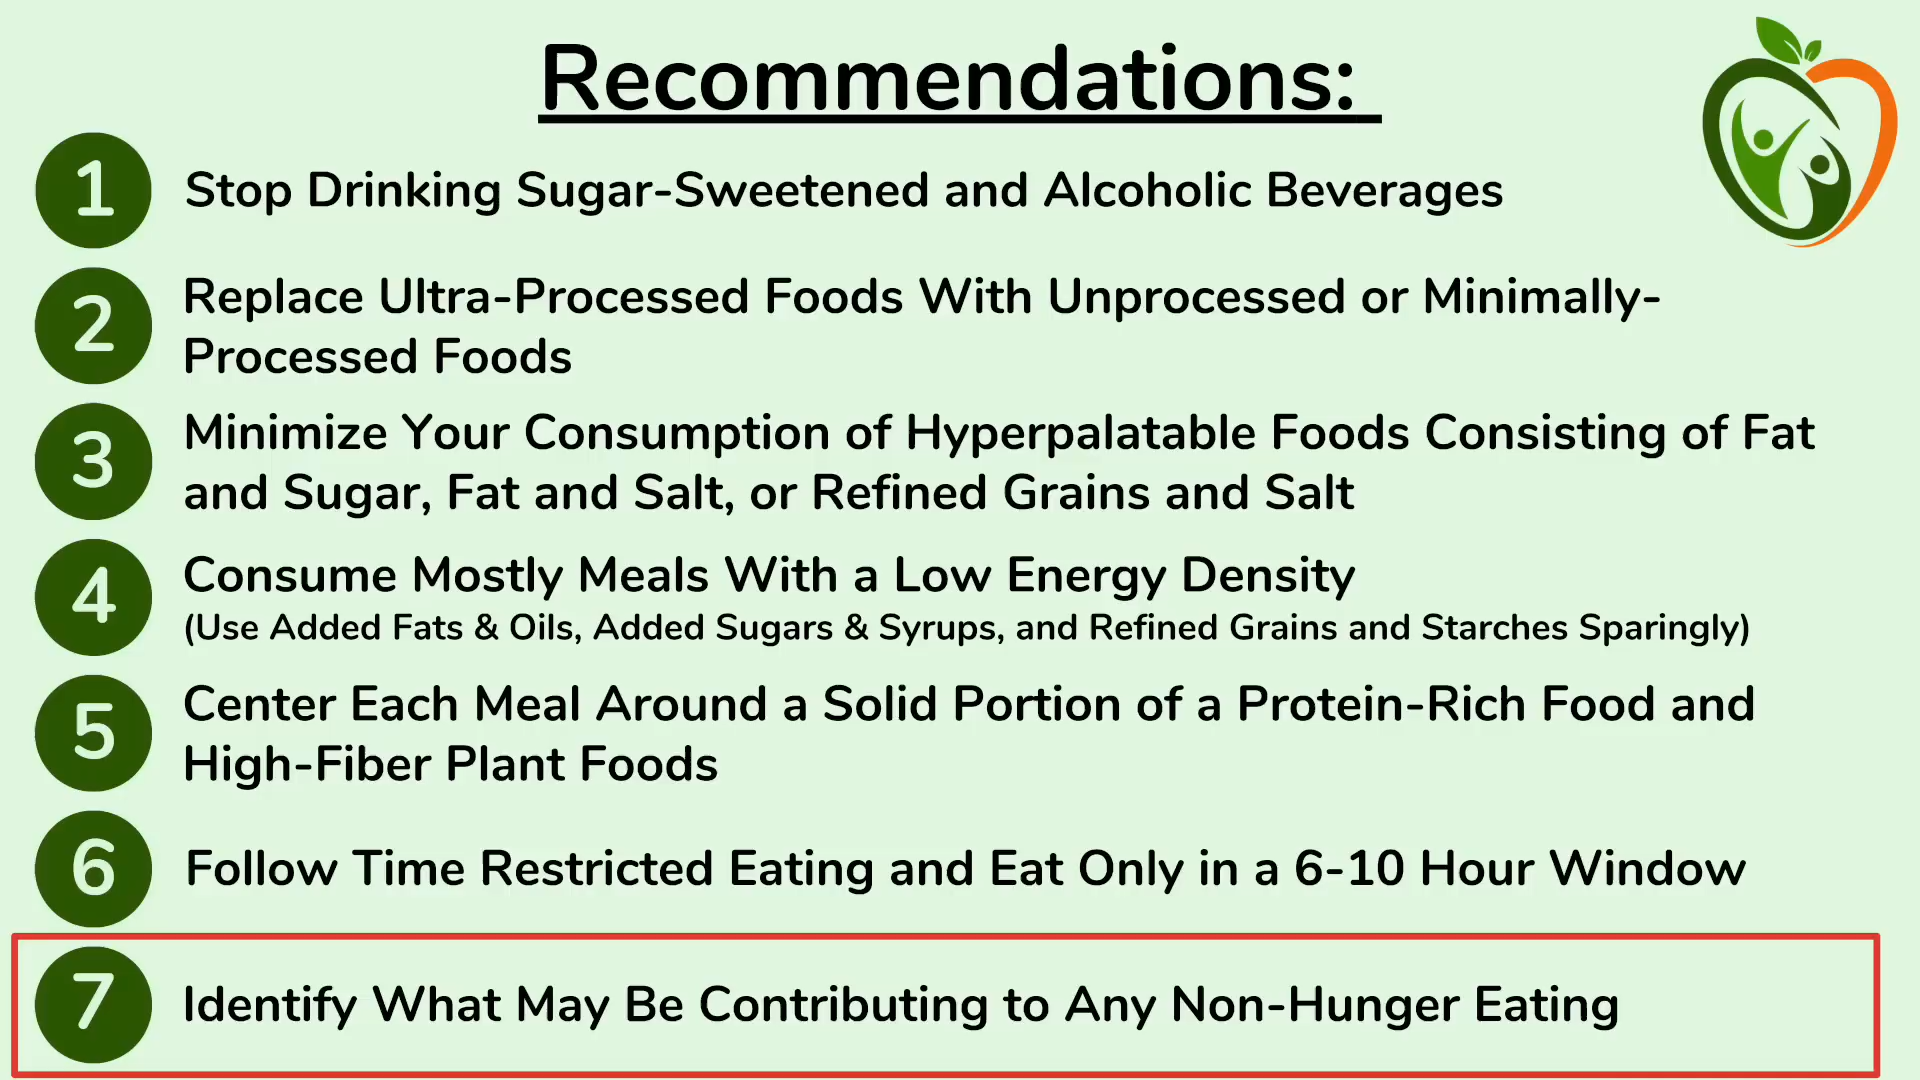 Recommendations:
1 Stop Drinking Sugar-Sweetened and Alcoholic Beverages
2 Replace Ultra-Processed Foods With Unprocessed or Minimally-
Processed Foods
3 Minimize Your Consumption of Hyperpalatable Foods Consisting of Fat
and Sugar, Fat and Salt, or Refined Grains and Salt
4 Consume Mostly Meals With a Low Energy Density
(Use Added Fats & Oils, Added Sugars & Syrups, and Refined Grains and Starches Sparingly)
5 Center Each Meal Around a Solid Portion of a Protein-Rich Food and
High-Fiber Plant Foods
6 Follow Time Restricted Eating and Eat Only in a 6-10 Hour Window
7 Identify What May Be Contributing to Any Non-Hunger Eating